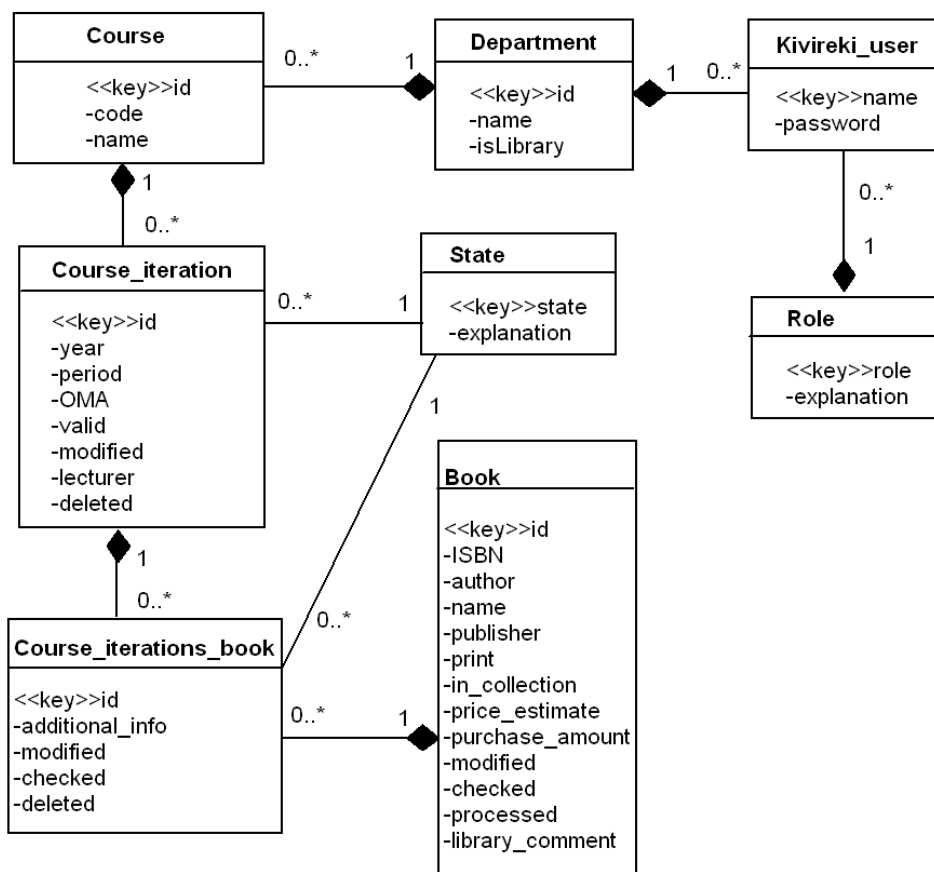 Course
<<key>>id
-code
-name
0..*
1
Department
<<key>>id
-name
-isLibrary
1
0..*
Kivireki_user
<<key>>name
-password
1
0..*
0..*
1
Course_iteration
<<key>>id
-year
-period
-OMA
-valid
-modified
-lecturer
-deleted
0..*
1
State
<<key>>state
-explanation
Role
<<key>>role
-explanation
1
0..*
1
0..*
Course_iterations_book
<<key>>id
-additional_info
-modified
-checked
-deleted
0..*
1
Book
<<key>>id
-ISBN
-author
-name
-publisher
-print
-in_collection
-price_estimate
-purchase_amount
-modified
-checked
-processed
-library_comment